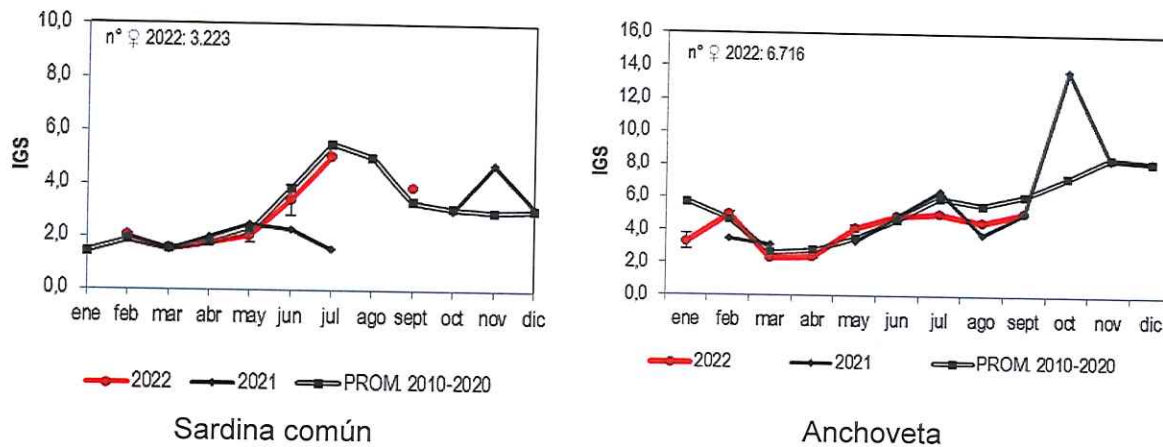 10,0
8,0
6,0
4,0
2,0
0,0
IGS
n° ♀ 2022: 3.223
ene feb mar abr may jun jul ago sept oct nov dic
2022 2021 PROM. 2010-2020
Sardina común
16,0
14,0
12,0
10,0
8,0
6,0
4,0
2,0
0,0
IGS
n° ♀ 2022: 6.716
ene feb mar abr may jun jul ago sept oct nov dic
2022 2021 PROM. 2010-2020
Anchoveta